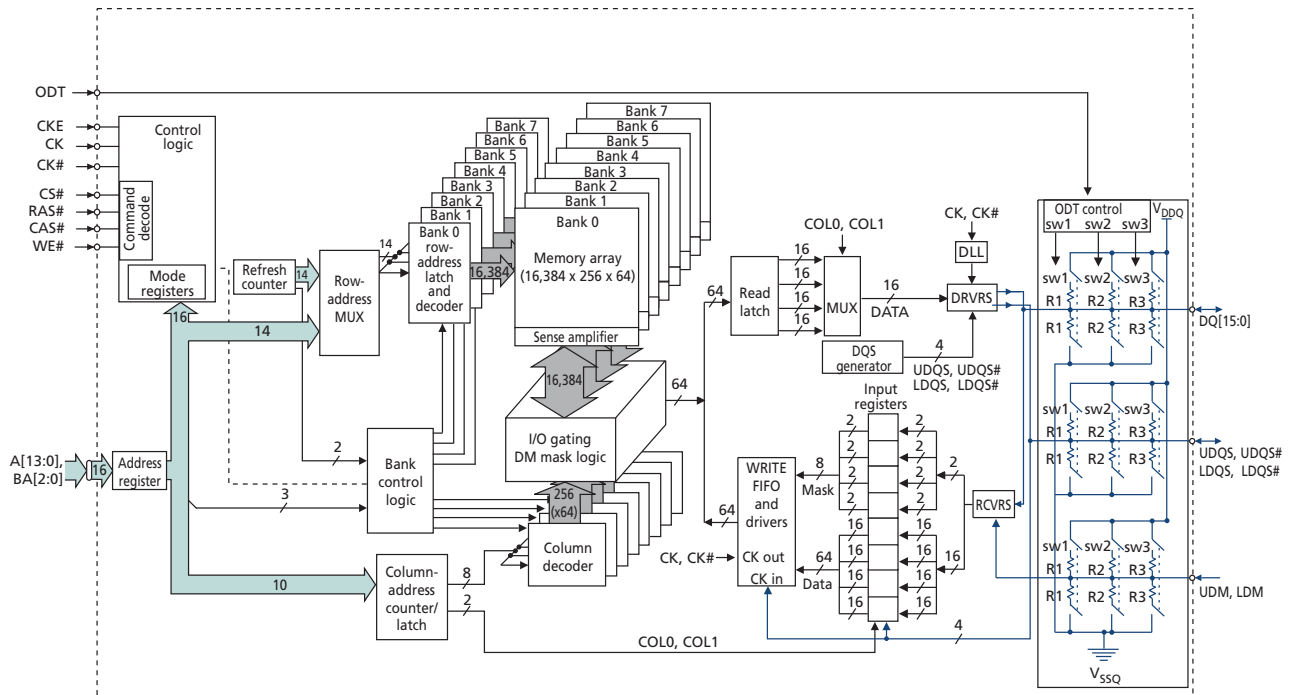 ODT
CKE
CK
CK#
CS#
RAS#
CAS#
WE#
Control
logic
Command
decode
Mode
registers
16
14
10
A[13:0],
BA[2:0]
16
Address
register
Refresh
counter
14
Row-
address
MUX
14
2
3
Bank
control
logic
Column-
address
counter/
latch
8
2
Bank 7
Bank 6
Bank 5
Bank 4
Bank 3
Bank 2
Bank 1
Bank 0
row-
address
latch
and
decoder
16,384
Bank 7
Bank 6
Bank 5
Bank 4
Bank 3
Bank 2
Bank 1
Bank 0
Memory array
(16,384 x 256 x 64)
Sense amplifier
16,384
I/O gating
DM mask logic
256
(x64)
Column
decoder
COL0, COL1
64
64
64
Read
latch
16
16
16
16
COL0, COL1
MUX
16
DATA
CK, CK#
DLL
DRVRS
DQS
generator
4
UDQS, UDQS#
LDQS, LDQS#
Input
registers
2
2
2
2
16
16
16
16
2
2
2
2
16
16
16
16
2
16
RCVRS
8
Mask
64
Data
WRITE
FIFO
and
drivers
CK out
CK in
CK, CK#
4
ODT control
sw1 sw2 sw3
VDDQ
sw1 sw2 sw3
R1 R2 R3
R1 R2 R3
sw1 sw2 sw3
R1 R2 R3
R1 R2 R3
sw1 sw2 sw3
R1 R2 R3
R1 R2 R3
VSSQ
DQ[15:0]
UDQS, UDQS#
LDQS, LDQS#
UDM, LDM